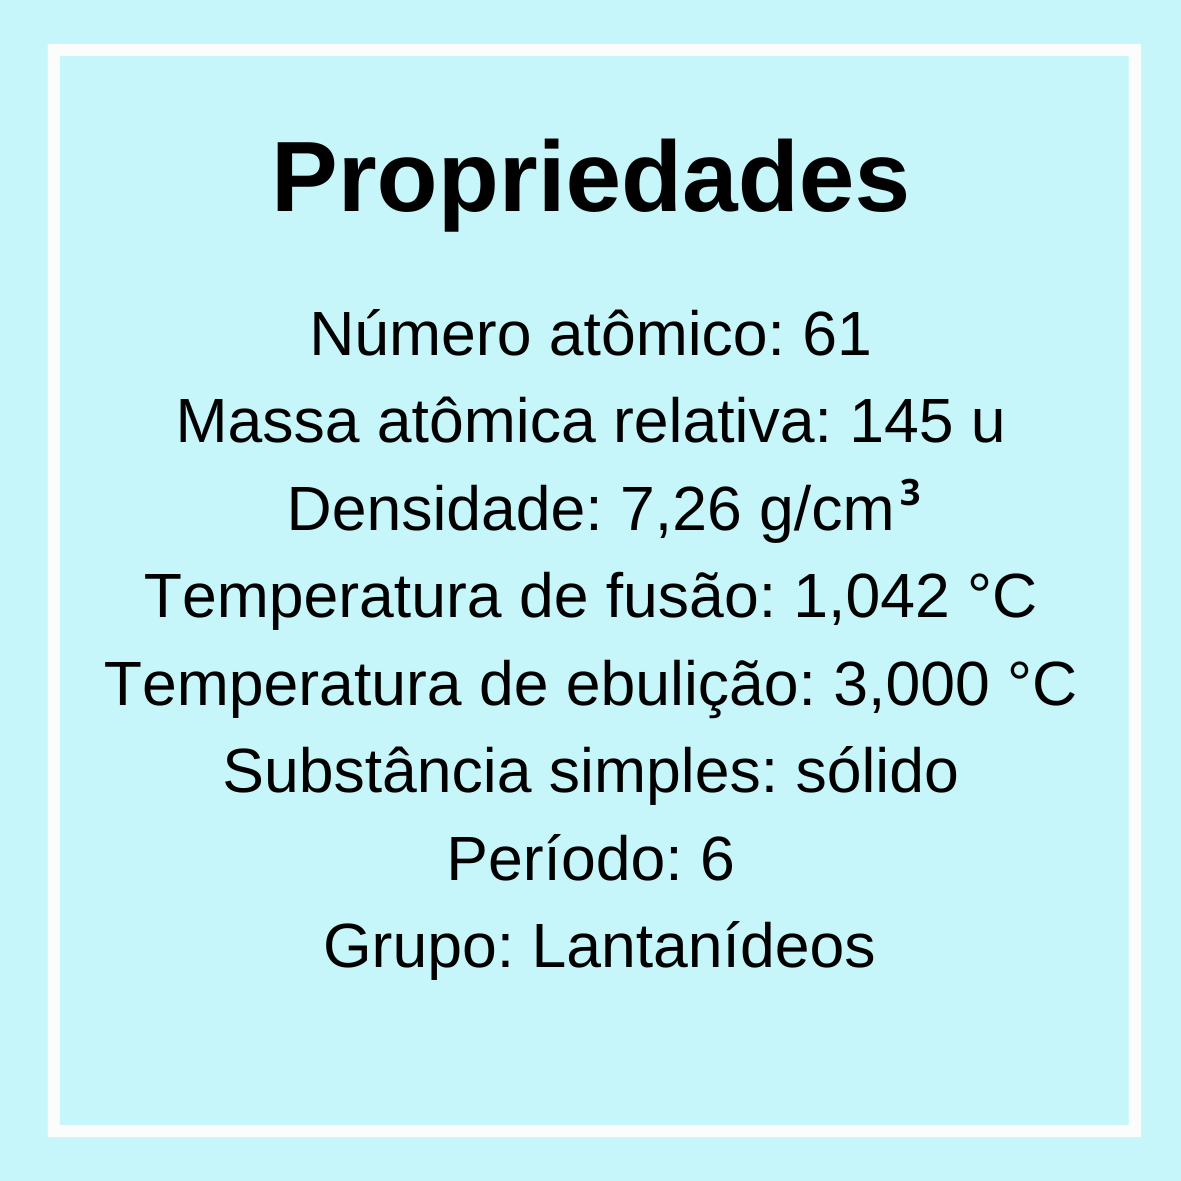 Propriedades
Número atômico: 61
Massa atômica relativa: 145 u
Densidade: 7,26 g/cm³
Temperatura de fusão: 1,042 °C
Temperatura de ebulição: 3,000 °C
Substância simples: sólido
Período: 6
Grupo: Lantanídeos